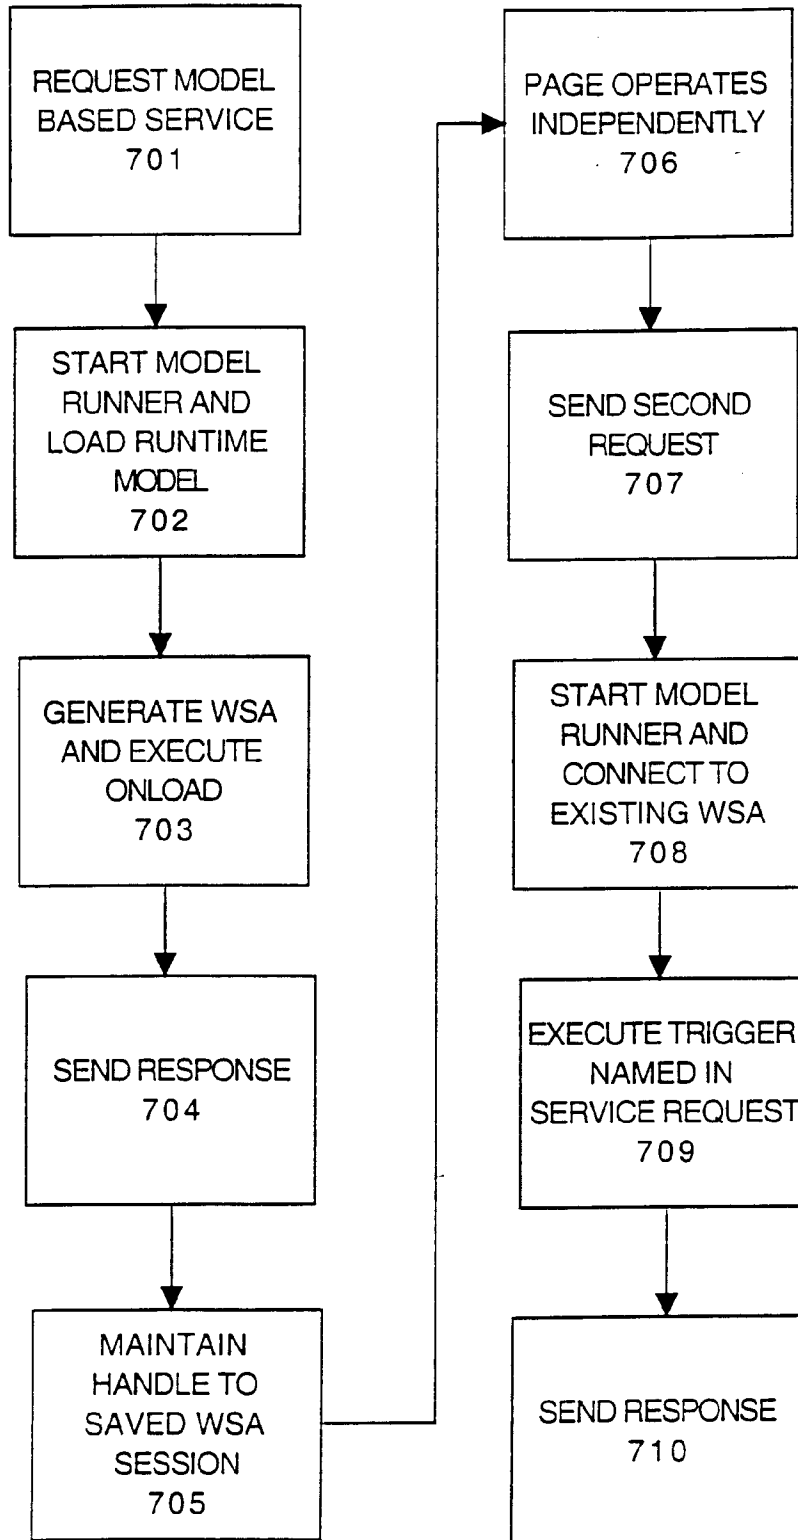 REQUEST MODEL
BASED SERVICE
701
START MODEL
RUNNER AND
LOAD RUNTIME
MODEL
702
GENERATE WSA
AND EXECUTE
ONLOAD
703
SEND RESPONSE
704
MAINTAIN
HANDLE TO
SAVED WSA
SESSION
705
PAGE OPERATES
INDEPENDENTLY
706
SEND SECOND
REQUEST
707
START MODEL
RUNNER AND
CONNECT TO
EXISTING WSA
708
EXECUTE TRIGGER
NAMED IN
SERVICE REQUEST
709
SEND RESPONSE
710